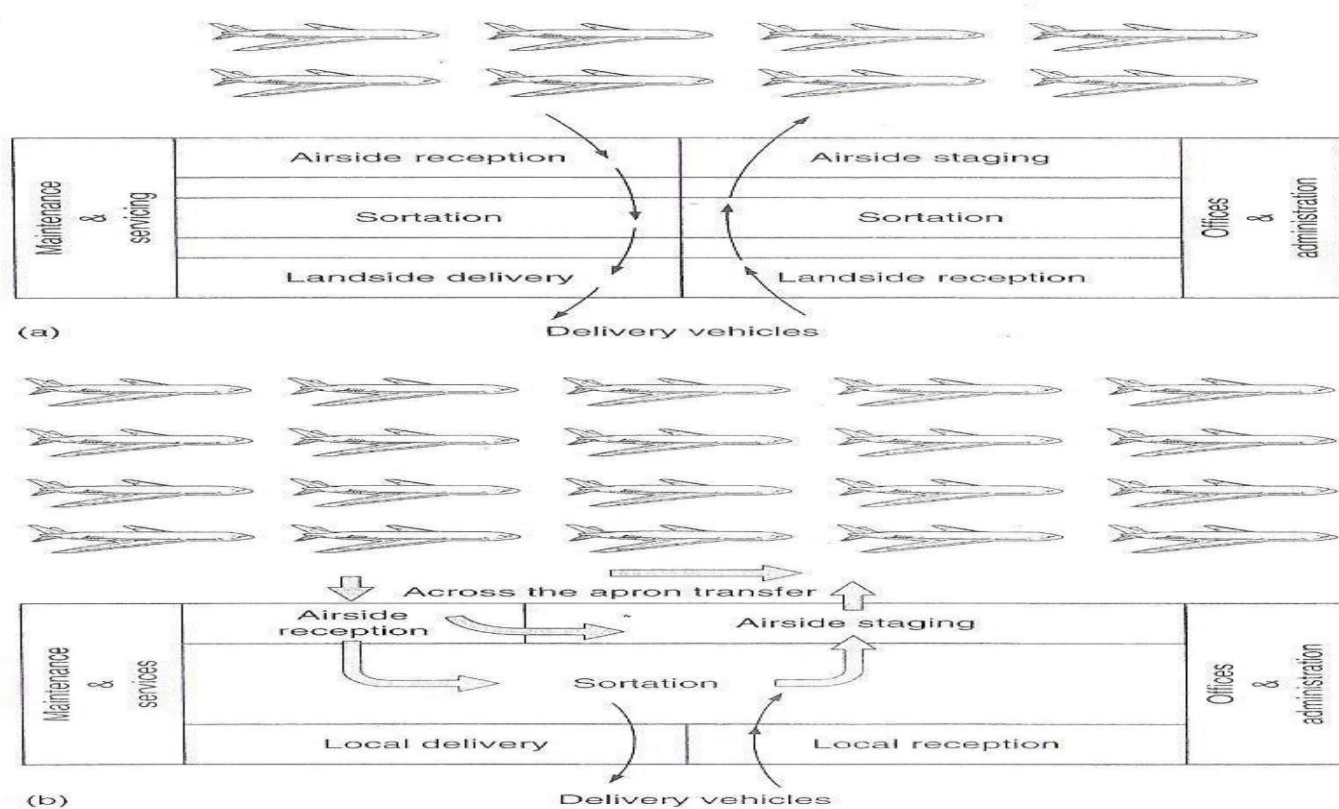 Maintenance
&
servicing
Airside reception
Airside staging
Sortation
Sortation
Landside delivery
Landside reception
Offices
&
administration
(a)
Delivery vehicles
Across the apron transfer
Maintenance
&
services
Airside
reception
Airside staging
Sortation
Local delivery
Local reception
Offices
&
administration
(b)
Delivery vehicles